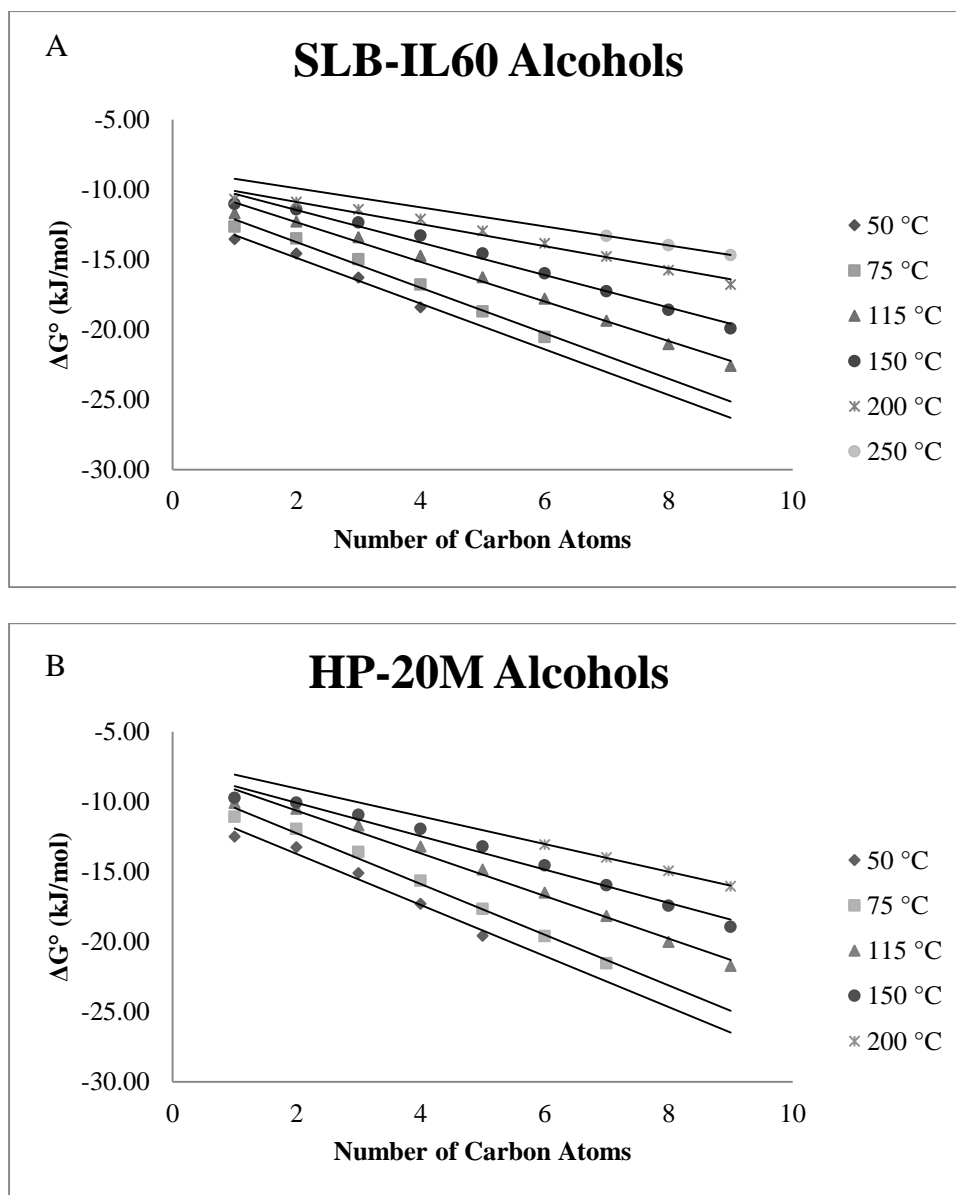 A
SLB-IL60 Alcohols
-5.00
-10.00
-15.00
-20.00
-25.00
-30.00
ΔG° (kJ/mol)
0 2 4 6 8 10
Number of Carbon Atoms
50 °C
75 °C
115 °C
150 °C
200 °C
250 °C
B
HP-20M Alcohols
-5.00
-10.00
-15.00
-20.00
-25.00
-30.00
ΔG° (kJ/mol)
0 2 4 6 8 10
Number of Carbon Atoms
50 °C
75 °C
115 °C
150 °C
200 °C